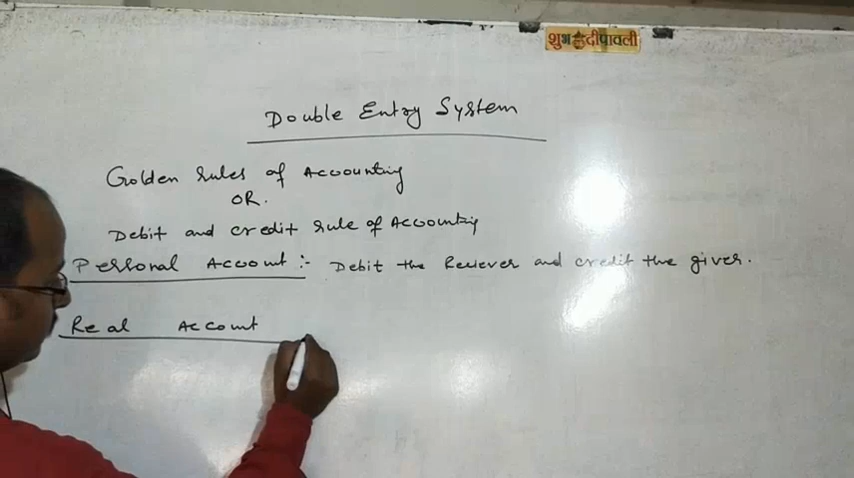 शुभ दीपावली
Double Entry System
Golden rules of Accounting
OR.
Debit and credit rule of Accounting
Personal Account :- Debit the Reciever and credit the giver.
Real Account